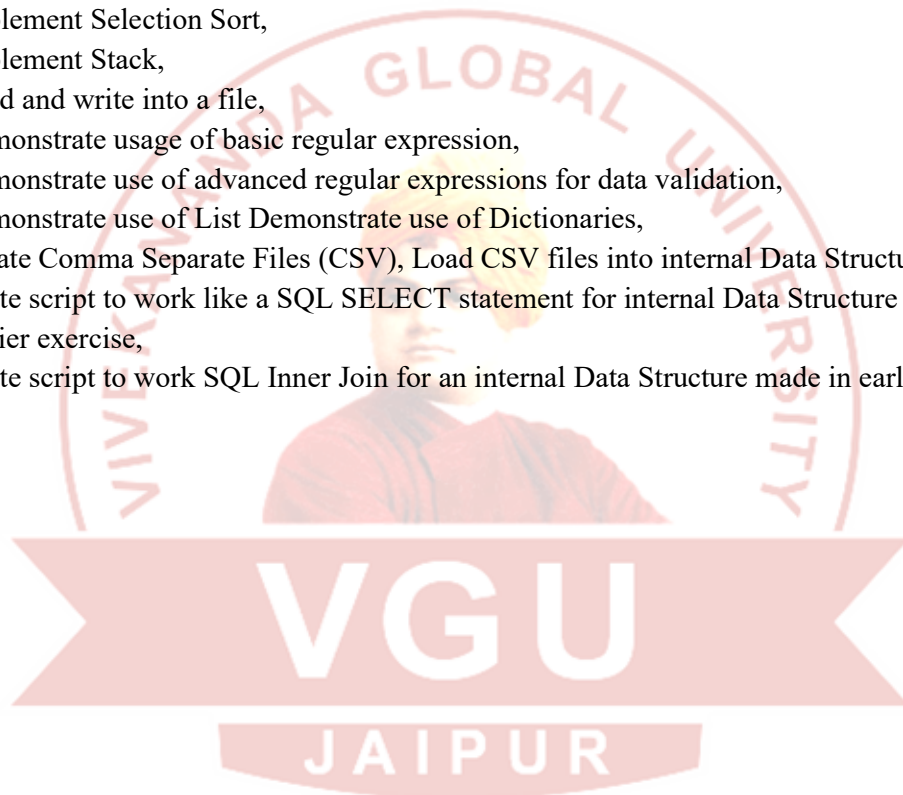 lement Selection Sort,
lement Stack,
d and write into a file,
monstrate usage of basic regular expression,
monstrate use of advanced regular expressions for data validation,
monstrate use of List Demonstrate use of Dictionaries,
ate Comma Separate Files (CSV), Load CSV files into internal Data Structu
te script to work like a SQL SELECT statement for internal Data Structure
ier exercise,
te script to work SQL Inner Join for an internal Data Structure made in earl
VIVEKANANDA GLOBAL UNIVERSITY
VGU
JAIPUR